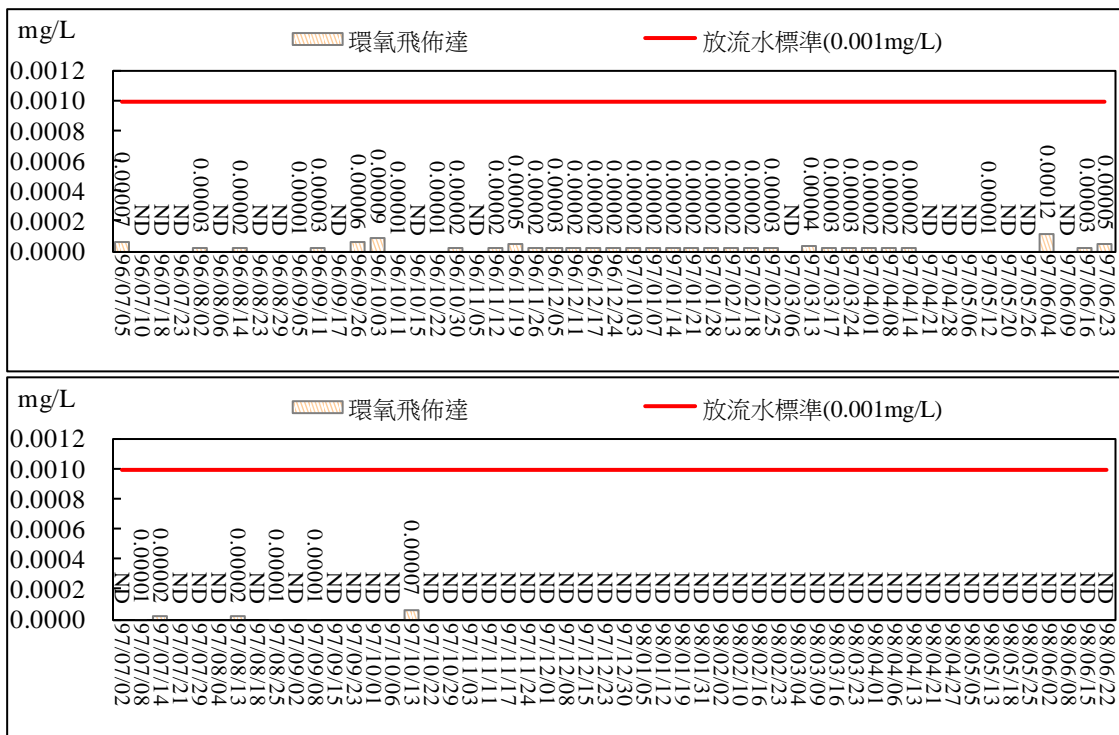 mg/L
環氧飛佈達 放流水標準(0.001mg/L)
0.0012
0.0010
0.0008
0.0006
0.0004
0.0002
0.0000
0.00007 ND ND ND 0.00003 ND 0.00002 ND ND 0.00001 0.00003 ND 0.00006 0.00009 0.00001 ND 0.00001 0.00002 ND 0.00002 0.00005 0.00002 0.00002 0.00002 0.00002 0.00002 0.00002 0.00002 0.00002 0.00002 0.00002 0.00002 0.00002 0.00003 ND 0.00004 0.00003 0.00003 0.00002 0.00002 0.00002 ND ND ND 0.00001 ND ND 0.00012 ND 0.00003 0.00005
96/07/05 96/07/10 96/07/18 96/07/23 96/08/02 96/08/06 96/08/14 96/08/23 96/08/29 96/09/05 96/09/11 96/09/17 96/09/26 96/10/03 96/10/11 96/10/15 96/10/22 96/10/30 96/11/05 96/11/12 96/11/19 96/11/26 96/12/05 96/12/11 96/12/17 96/12/24 97/01/03 97/01/07 97/01/14 97/01/21 97/01/28 97/02/13 97/02/18 97/02/25 97/03/06 97/03/13 97/03/17 97/03/24 97/04/01 97/04/08 97/04/14 97/04/21 97/04/28 97/05/06 97/05/12 97/05/20 97/05/26 97/06/04 97/06/09 97/06/16 97/06/23
mg/L
環氧飛佈達 放流水標準(0.001mg/L)
0.0012
0.0010
0.0008
0.0006
0.0004
0.0002
0.0000
ND 0.00001 0.00002 ND ND ND 0.00002 ND 0.00001 ND 0.00001 ND ND ND ND 0.00007 ND ND ND ND ND ND ND ND ND ND ND ND ND ND ND ND ND ND ND ND ND ND ND ND ND ND ND ND ND ND ND ND ND ND ND
97/07/02 97/07/08 97/07/14 97/07/21 97/07/29 97/08/04 97/08/13 97/08/18 97/08/25 97/09/02 97/09/08 97/09/15 97/09/23 97/10/01 97/10/06 97/10/13 97/10/22 97/10/29 97/11/03 97/11/11 97/11/17 97/11/24 97/12/01 97/12/08 97/12/15 97/12/23 97/12/30 98/01/05 98/01/12 98/01/19 98/01/31 98/02/02 98/02/10 98/02/16 98/02/23 98/03/04 98/03/09 98/03/16 98/03/23 98/04/01 98/04/06 98/04/14 98/04/21 98/04/27 98/05/05 98/05/13 98/05/18 98/05/25 98/06/02 98/06/08 98/06/15 98/06/22